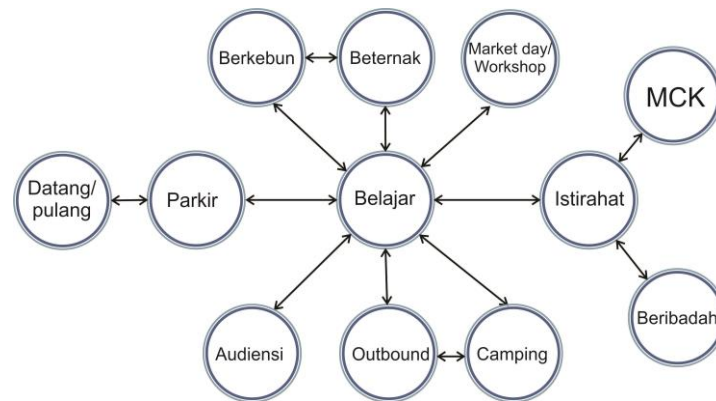 Berkebun
Beternak
Market day/
Workshop
MCK
Datang/
pulang
Parkir
Belajar
Istirahat
Audiensi
Outbound
Camping
Beribadah